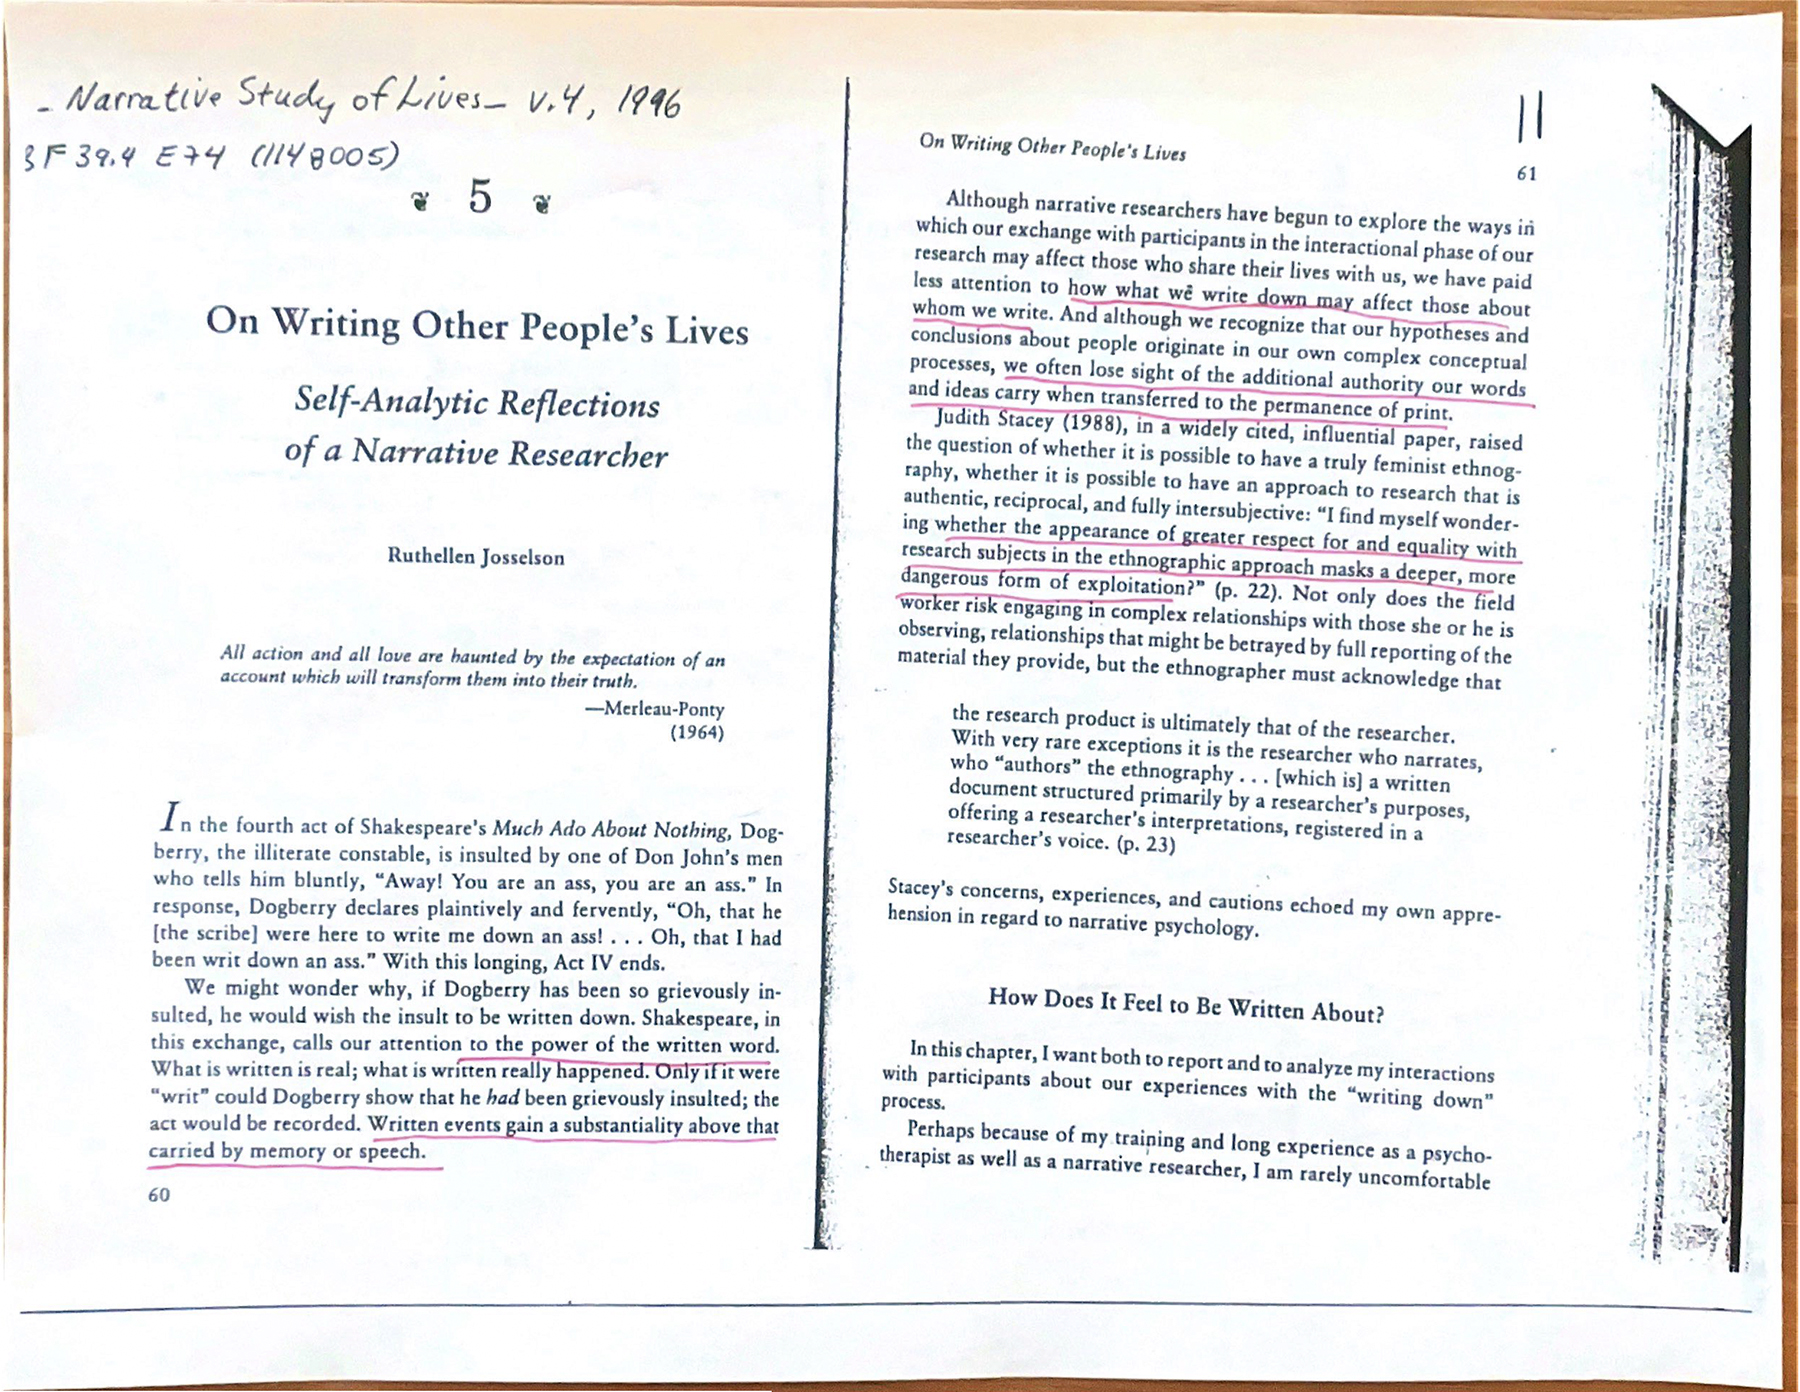 - Narrative Study of Lives - v.4, 1996
BF 39.4 E74 (1148005)
5
On Writing Other People's Lives
Self-Analytic Reflections
of a Narrative Researcher
Ruthellen Josselson
All action and all love are haunted by the expectation of an
account which will transform them into their truth.
—Merleau-Ponty
(1964)
In the fourth act of Shakespeare's Much Ado About Nothing, Dog-
berry, the illiterate constable, is insulted by one of Don John's men
who tells him bluntly, “Away! You are an ass, you are an ass.” In
response, Dogberry declares plaintively and fervently, “Oh, that he
[the scribe] were here to write me down an ass! . . . Oh, that I had
been writ down an ass.” With this longing, Act IV ends.
We might wonder why, if Dogberry has been so grievously in-
sulted, he would wish the insult to be written down. Shakespeare, in
this exchange, calls our attention to the power of the written word.
What is written is real; what is written really happened. Only if it were
“writ” could Dogberry show that he had been grievously insulted; the
act would be recorded. Written events gain a substantiality above that
carried by memory or speech.
60
11
On Writing Other People's Lives
61
Although narrative researchers have begun to explore the ways in
which our exchange with participants in the interactional phase of our
research may affect those who share their lives with us, we have paid
less attention to how what we write down may affect those about
whom we write. And although we recognize that our hypotheses and
conclusions about people originate in our own complex conceptual
processes, we often lose sight of the additional authority our words
and ideas carry when transferred to the permanence of print.
Judith Stacey (1988), in a widely cited, influential paper, raised
the question of whether it is possible to have a truly feminist ethnog-
raphy, whether it is possible to have an approach to research that is
authentic, reciprocal, and fully intersubjective: “I find myself wonder-
ing whether the appearance of greater respect for and equality with
research subjects in the ethnographic approach masks a deeper, more
dangerous form of exploitation?” (p. 22). Not only does the field
worker risk engaging in complex relationships with those she or he is
observing, relationships that might be betrayed by full reporting of the
material they provide, but the ethnographer must acknowledge that
the research product is ultimately that of the researcher.
With very rare exceptions it is the researcher who narrates,
who “authors” the ethnography . . . [which is] a written
document structured primarily by a researcher's purposes,
offering a researcher's interpretations, registered in a
researcher's voice. (p. 23)
Stacey's concerns, experiences, and cautions echoed my own appre-
hension in regard to narrative psychology.
How Does It Feel to Be Written About?
In this chapter, I want both to report and to analyze my interactions
with participants about our experiences with the “writing down”
process.
Perhaps because of my training and long experience as a psycho-
therapist as well as a narrative researcher, I am rarely uncomfortable